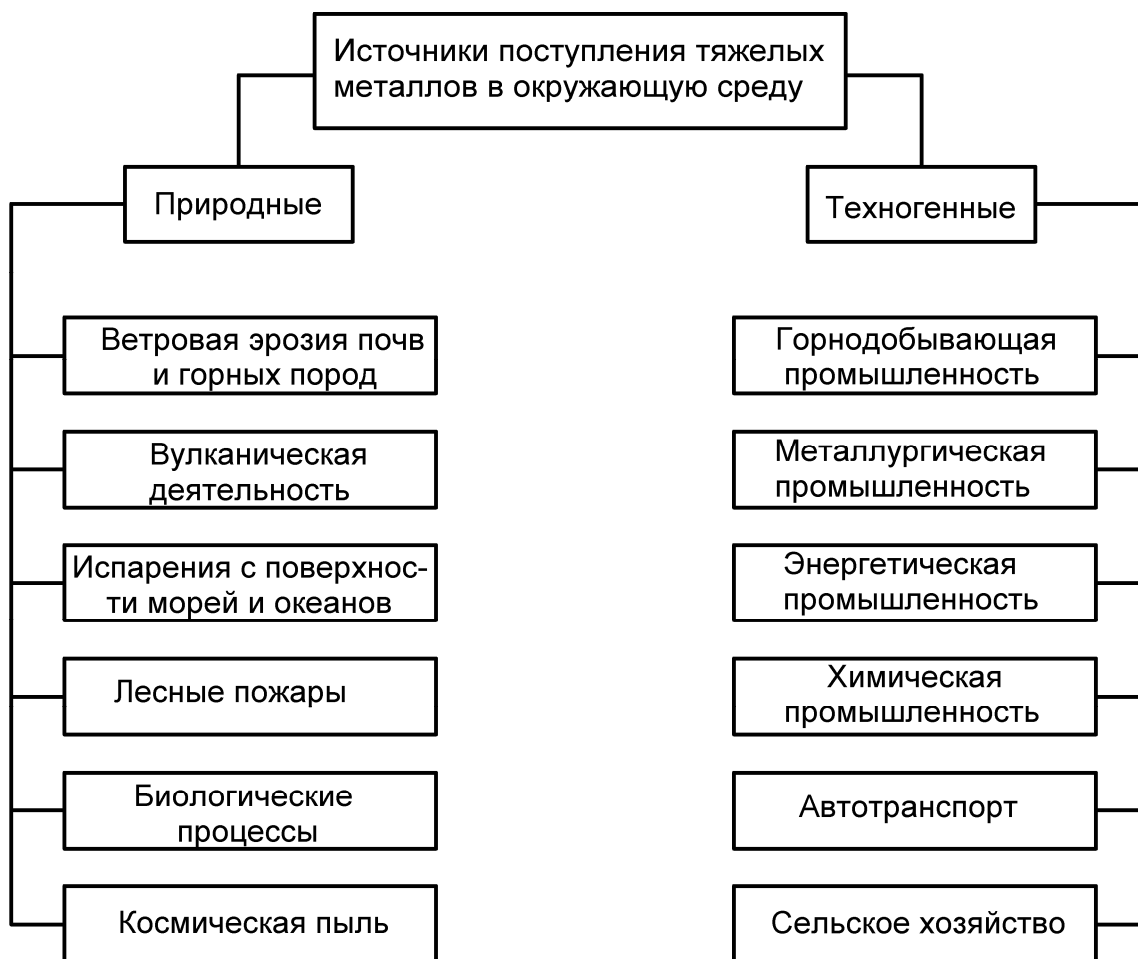 Источники поступления тяжелых
металлов в окружающую среду
Природные
Техногенные
Ветровая эрозия почв
и горных пород
Вулканическая
деятельность
Испарения с поверхнос-
ти морей и океанов
Лесные пожары
Биологические
процессы
Космическая пыль
Горнодобывающая
промышленность
Металлургическая
промышленность
Энергетическая
промышленность
Химическая
промышленность
Автотранспорт
Сельское хозяйство